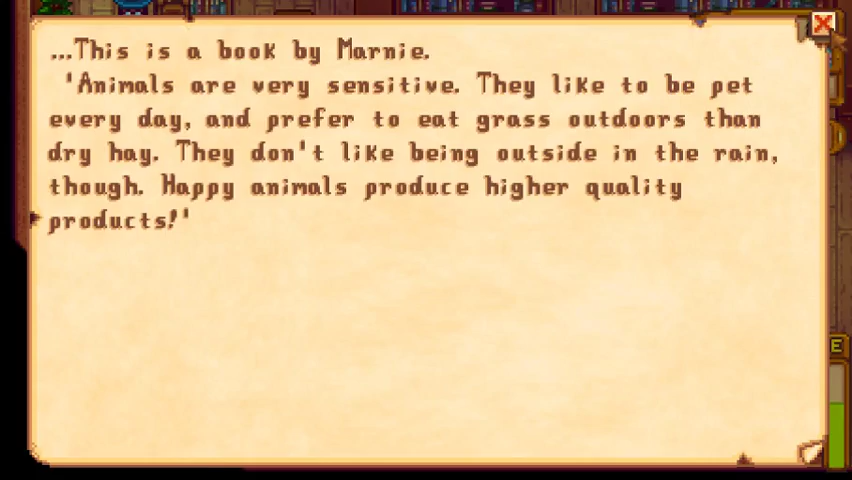 ...This is a book by Marnie.
'Animals are very sensitive. They like to be pet
every day, and prefer to eat grass outdoors than
dry hay. They don't like being outside in the rain,
though. Happy animals produce higher quality
products!'
E